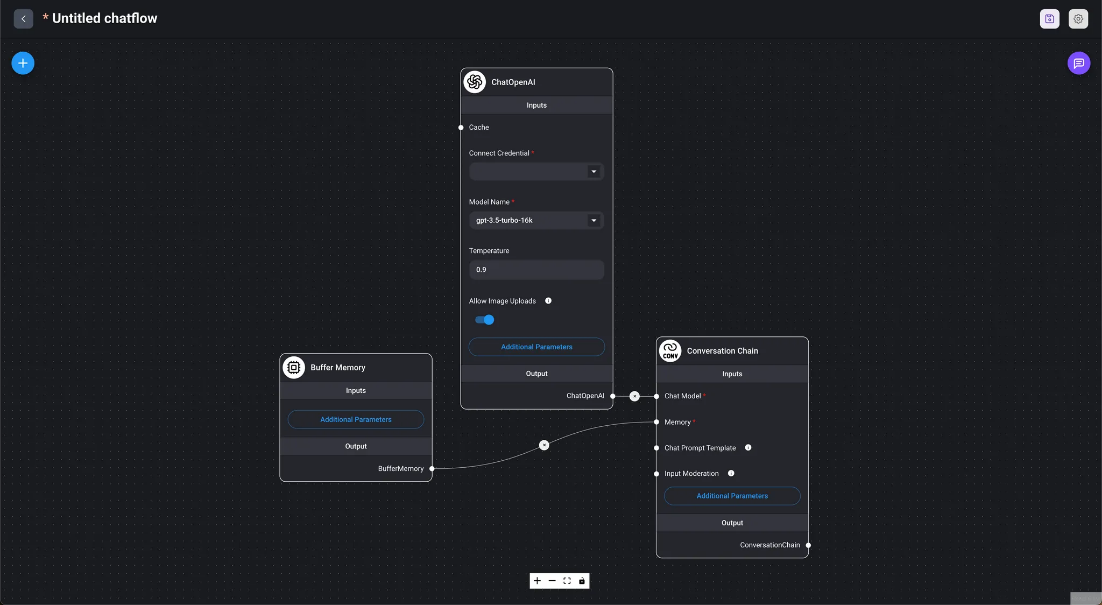 * Untitled chatflow
ChatOpenAI
Inputs
Cache
Connect Credential *
Model Name *
gpt-3.5-turbo-16k
Temperature
0.9
Allow Image Uploads
Additional Parameters
Output
ChatOpenAI
Buffer Memory
Inputs
Additional Parameters
Output
BufferMemory
CONV
Conversation Chain
Inputs
Chat Model *
Memory *
Chat Prompt Template
Input Moderation
Additional Parameters
Output
ConversationChain